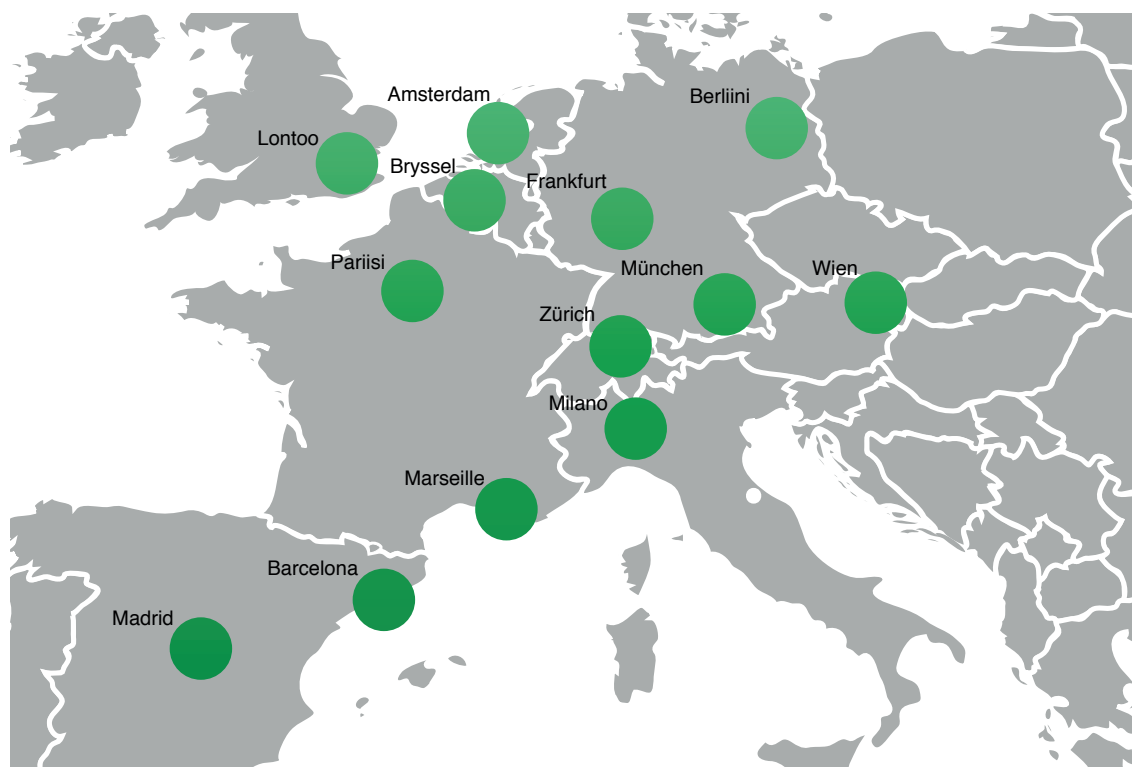 Amsterdam
Berliini
Lontoo
Bryssel
Frankfurt
Pariisi
München
Wien
Zürich
Milano
Marseille
Barcelona
Madrid